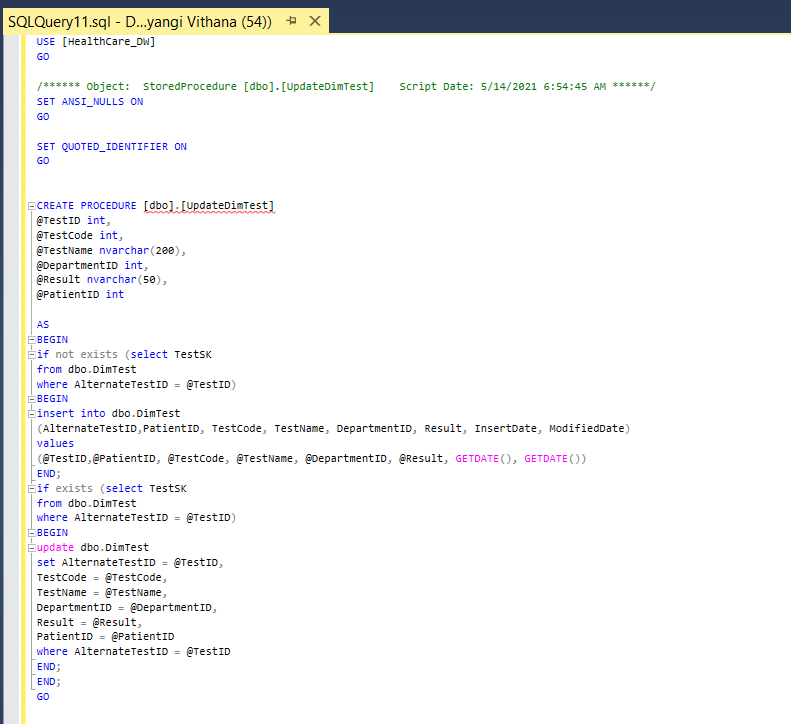 SQLQuery11.sql - D...yangi Vithana (54))
USE [HealthCare_DW]
GO
/****** Object:  StoredProcedure [dbo].[UpdateDimTest]    Script Date: 5/14/2021 6:54:45 AM ******/
SET ANSI_NULLS ON
GO
SET QUOTED_IDENTIFIER ON
GO
CREATE PROCEDURE [dbo].[UpdateDimTest]
@TestID int,
@TestCode int,
@TestName nvarchar(200),
@DepartmentID int,
@Result nvarchar(50),
@PatientID int
AS
BEGIN
if not exists (select TestSK
from dbo.DimTest
where AlternateTestID = @TestID)
BEGIN
insert into dbo.DimTest
(AlternateTestID,PatientID, TestCode, TestName, DepartmentID, Result, InsertDate, ModifiedDate)
values
(@TestID,@PatientID, @TestCode, @TestName, @DepartmentID, @Result, GETDATE(), GETDATE())
END;
if exists (select TestSK
from dbo.DimTest
where AlternateTestID = @TestID)
BEGIN
update dbo.DimTest
set AlternateTestID = @TestID,
TestCode = @TestCode,
TestName = @TestName,
DepartmentID = @DepartmentID,
Result = @Result,
PatientID = @PatientID
where AlternateTestID = @TestID
END;
END;
GO